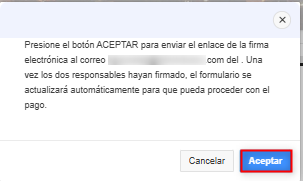 Presione el botón ACEPTAR para enviar el enlace de la firma
electrónica al correo com del . Una
vez los dos responsables hayan firmado, el formulario se
actualizará automáticamente para que pueda proceder con el
pago.
Cancelar Aceptar